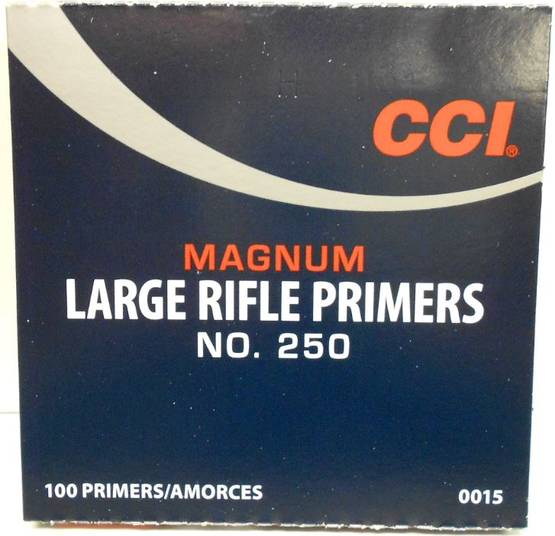 CCI®
MAGNUM
LARGE RIFLE PRIMERS
NO. 250
100 PRIMERS/AMORCES 0015